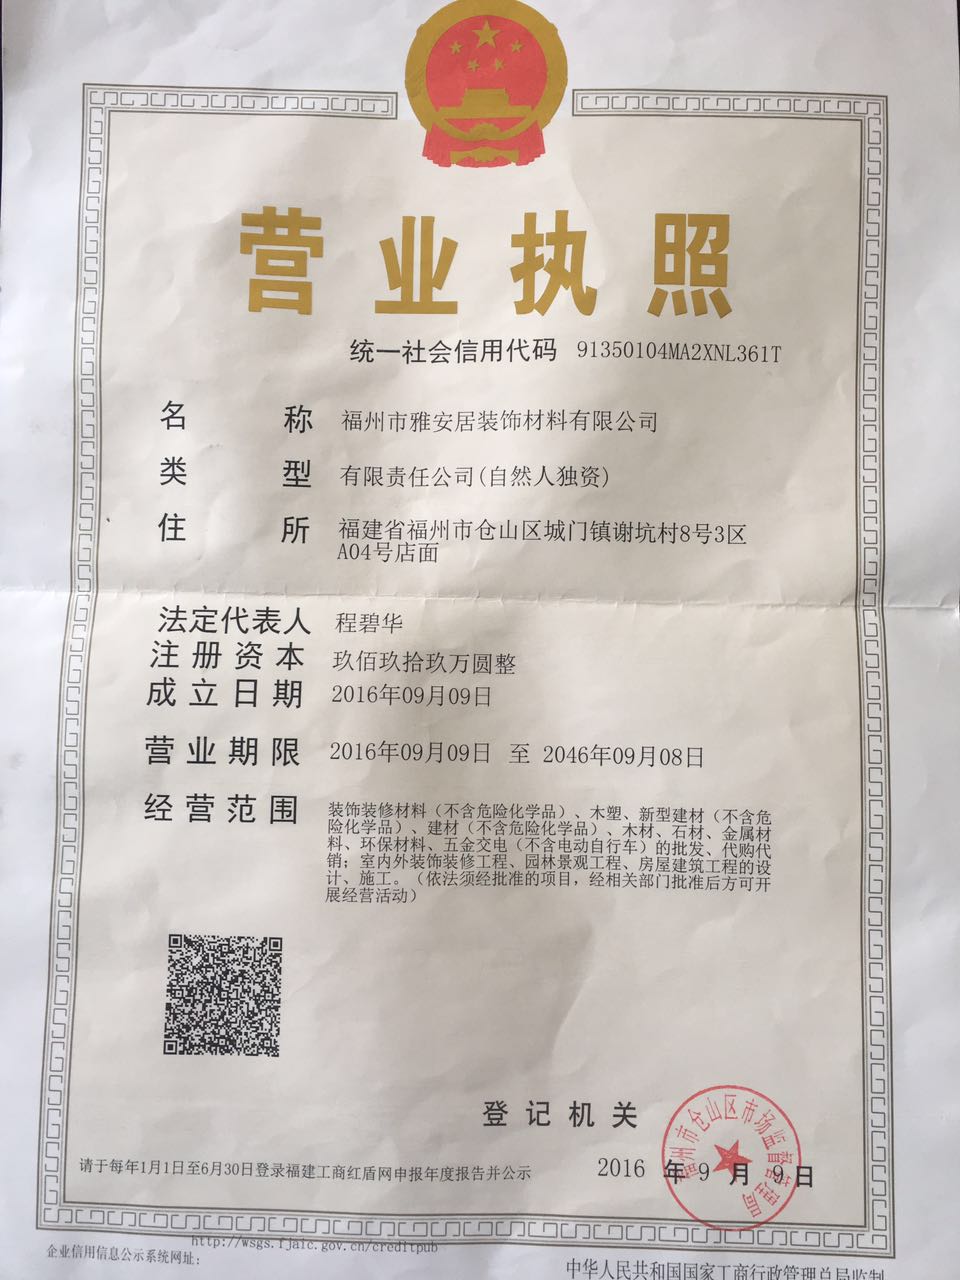 营业执照
统一社会信用代码 91350104MA2XNL361T
名称 福州市雅安居装饰材料有限公司
类型 有限责任公司(自然人独资)
住所 福建省福州市仓山区城门镇谢坑村8号3区
A04号店面
法定代表人 程碧华
注册资本 玖佰玖拾玖万圆整
成立日期 2016年09月09日
营业期限 2016年09月09日 至 2046年09月08日
经营范围 装饰装修材料（不含危险化学品）、木塑、新型建材（不含危
险化学品）、建材（不含危险化学品）、木材、石材、金属材
料、环保材料、五金交电（不含电动自行车）的批发、代购代
销；室内外装饰装修工程、园林景观工程、房屋建筑工程的设
计、施工。（依法须经批准的项目，经相关部门批准后方可开
展经营活动）
登记机关
福州市仓山区市场监督管理局
2016 年 9 月 9 日
请于每年1月1日至6月30日登录福建工商红盾网申报年度报告并公示
http://wsgs.fjaic.gov.cn/creditpub
企业信用信息公示系统网址：
中华人民共和国国家工商行政管理总局监制